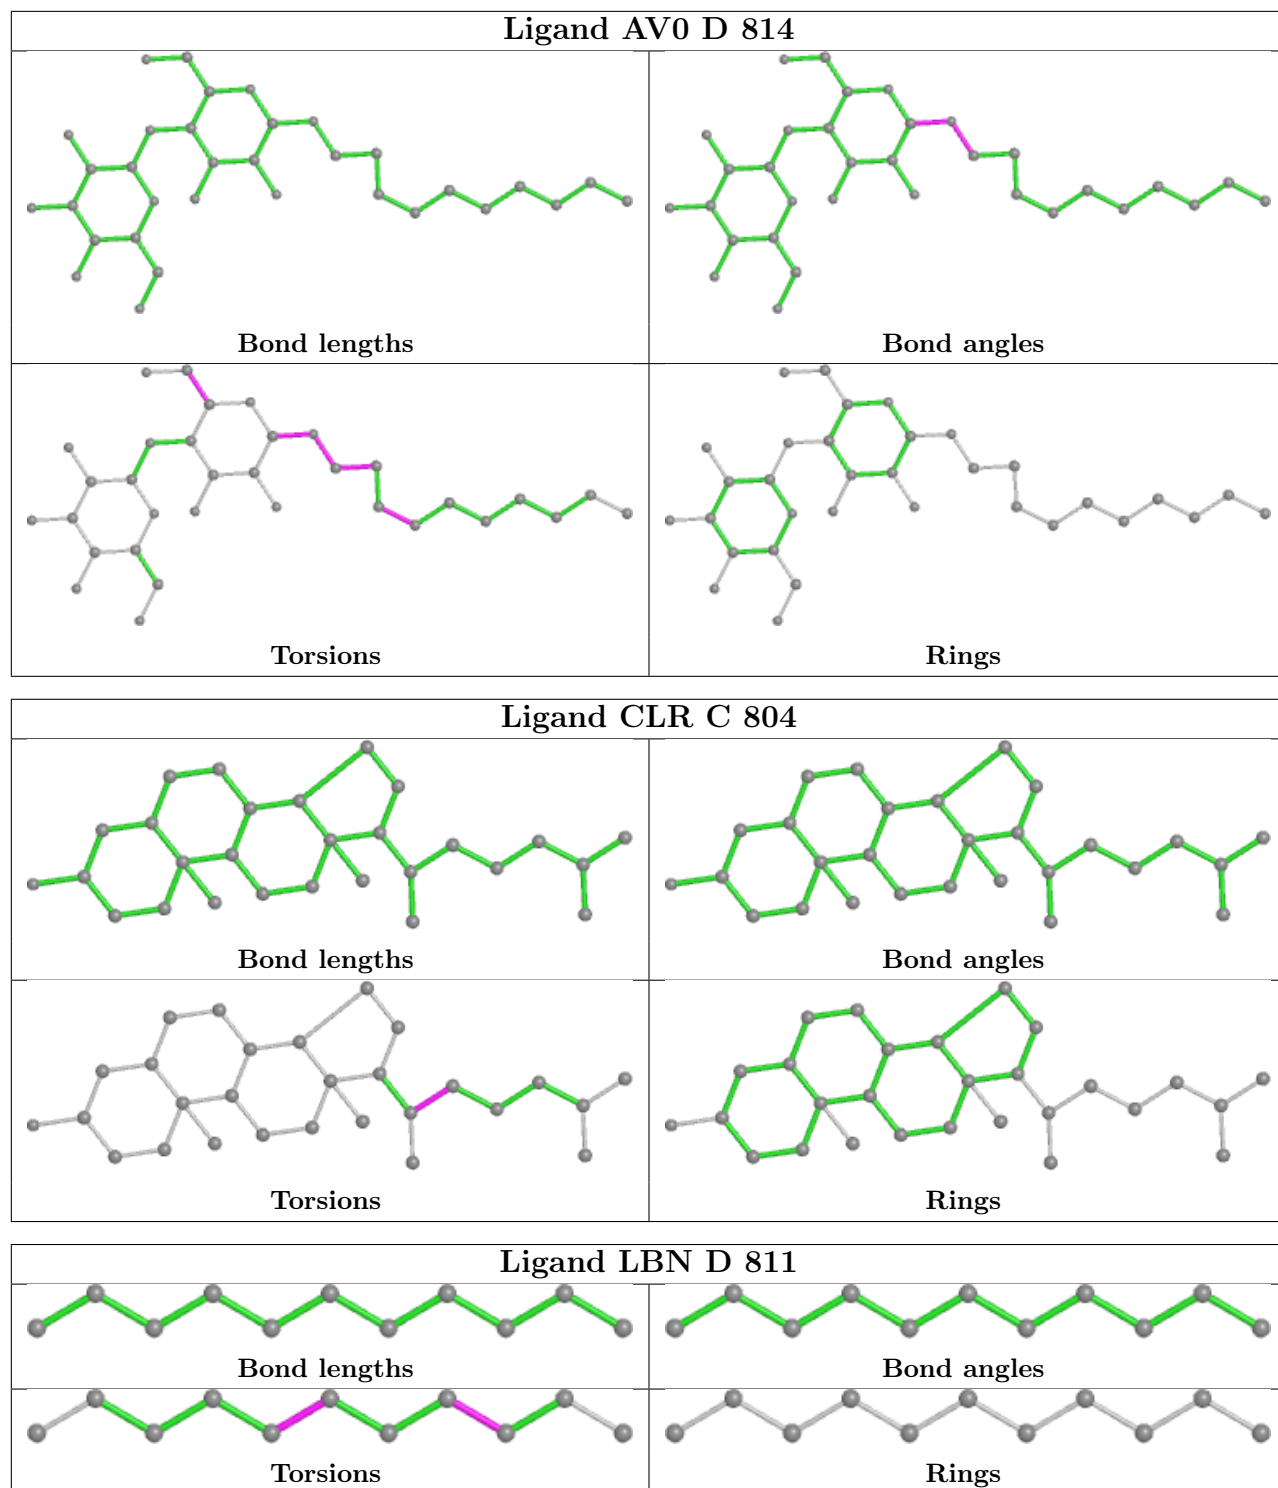 Ligand AV0 D 814
Bond lengths
Bond angles
Torsions
Rings
Ligand CLR C 804
Bond lengths
Bond angles
Torsions
Rings
Ligand LBN D 811
Bond lengths
Bond angles
Torsions
Rings